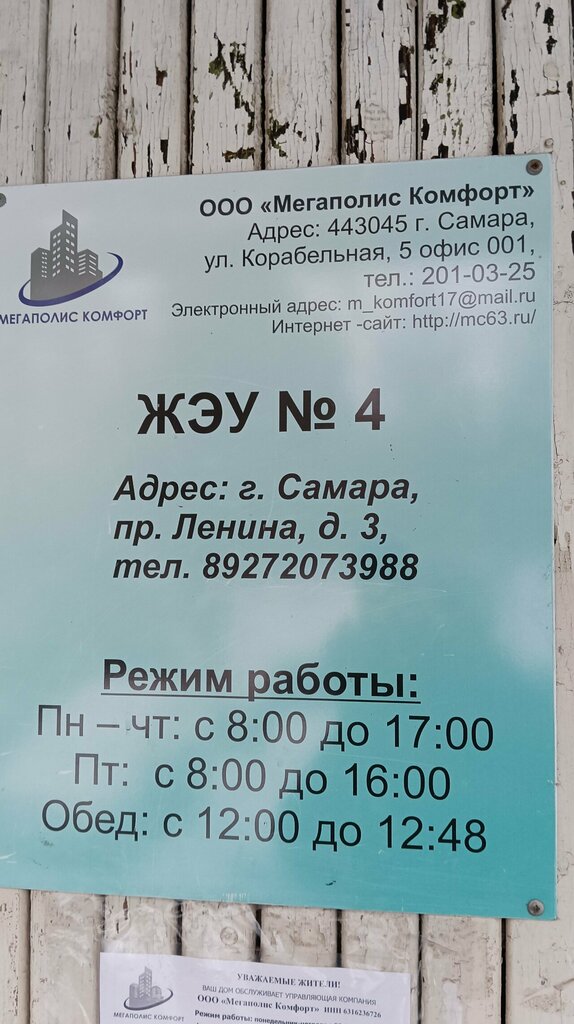 ООО «Мегаполис Комфорт»
Адрес: 443045 г. Самара,
ул. Корабельная, 5 офис 001,
тел.: 201-03-25
Электронный адрес: m_komfort17@mail.ru
Интернет -сайт: http://mc63.ru/
МЕГАПОЛИС КОМФОРТ
ЖЭУ № 4
Адрес: г. Самара,
пр. Ленина, д. 3,
тел. 89272073988
Режим работы:
Пн – чт: с 8:00 до 17:00
Пт: с 8:00 до 16:00
Обед: с 12:00 до 12:48
УВАЖАЕМЫЕ ЖИТЕЛИ!
ВАШ ДОМ ОБСЛУЖИВАЕТ УПРАВЛЯЮЩАЯ КОМПАНИЯ
ООО «Мегаполис Комфорт» ИНН 6316236726
МЕГАПОЛИС КОМФОРТ
Режим работы: